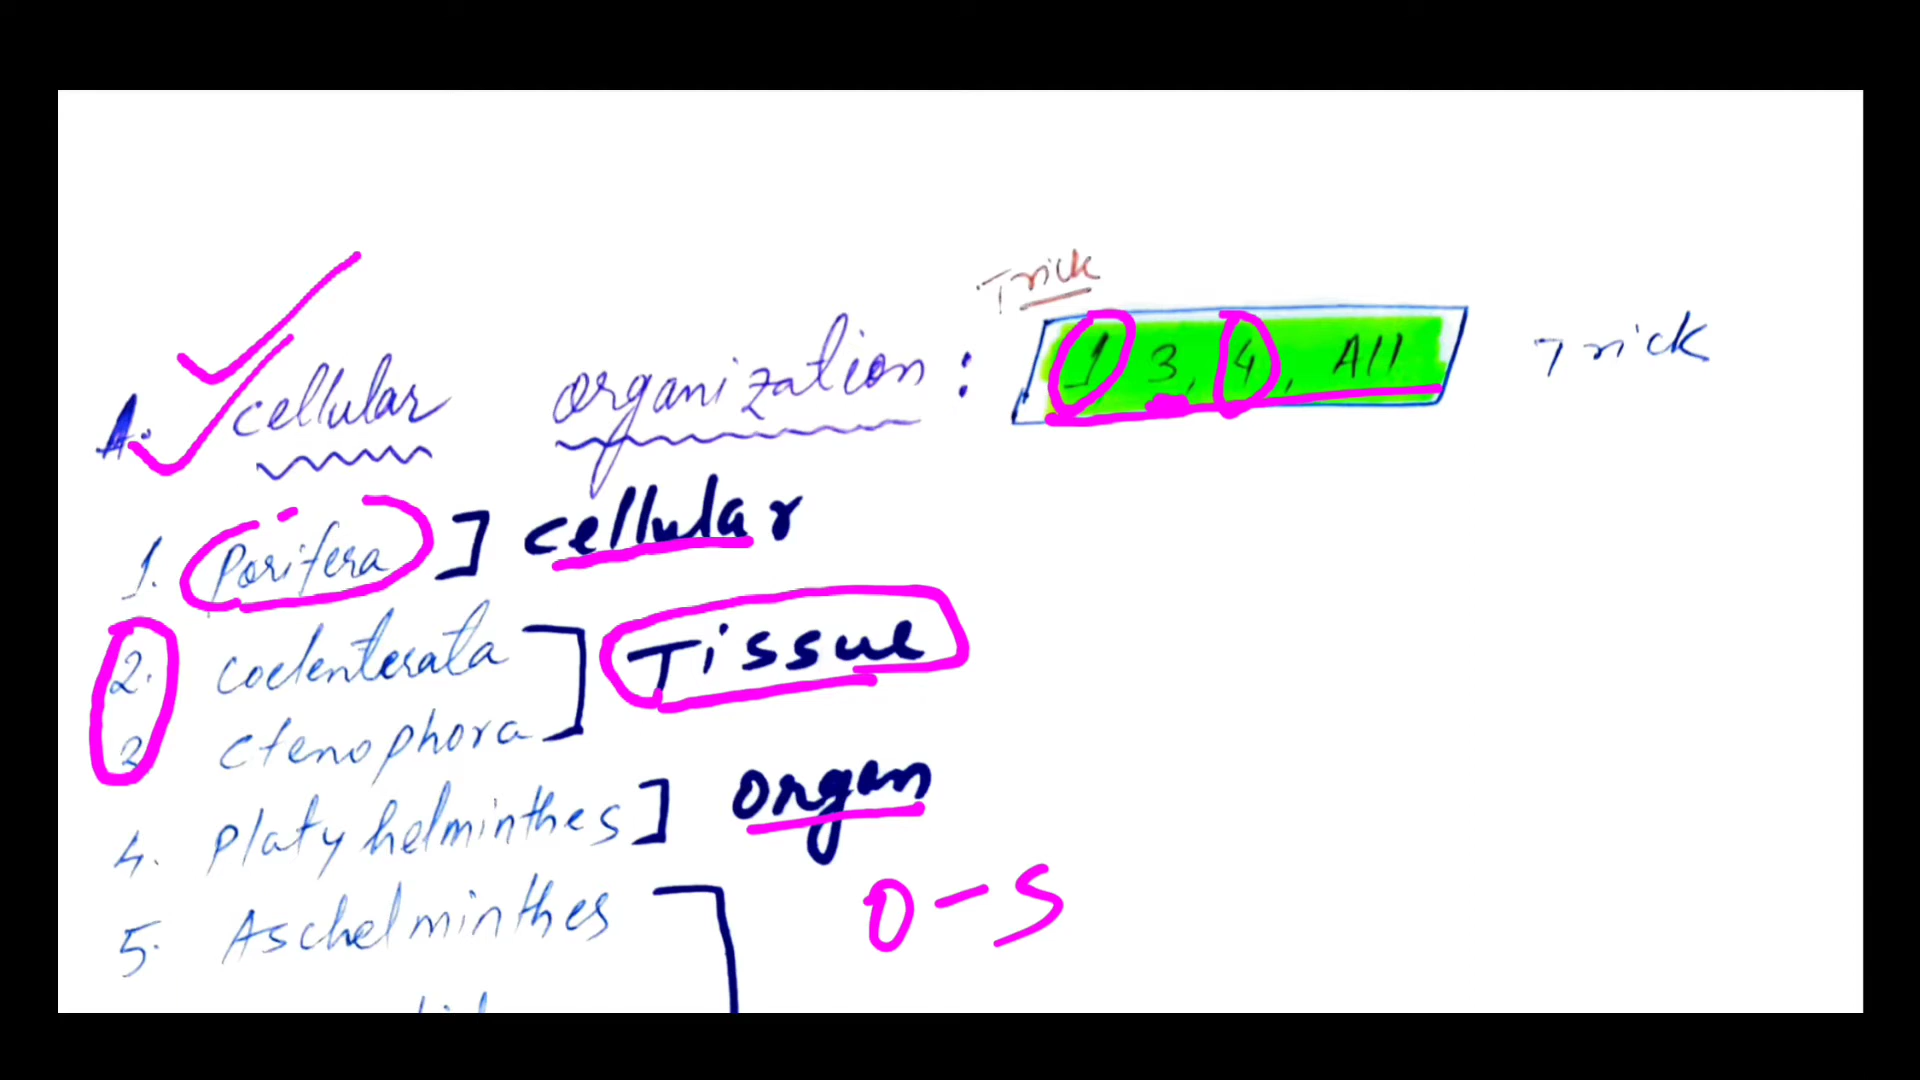 Trick
A. cellular organization : 1 3, 4, All Trick
1. Porifera ] cellular
2. Coelenterata ] Tissue
3 Ctenophora
4. Platyhelminthes ] organ
5. Aschelminthes
O - S